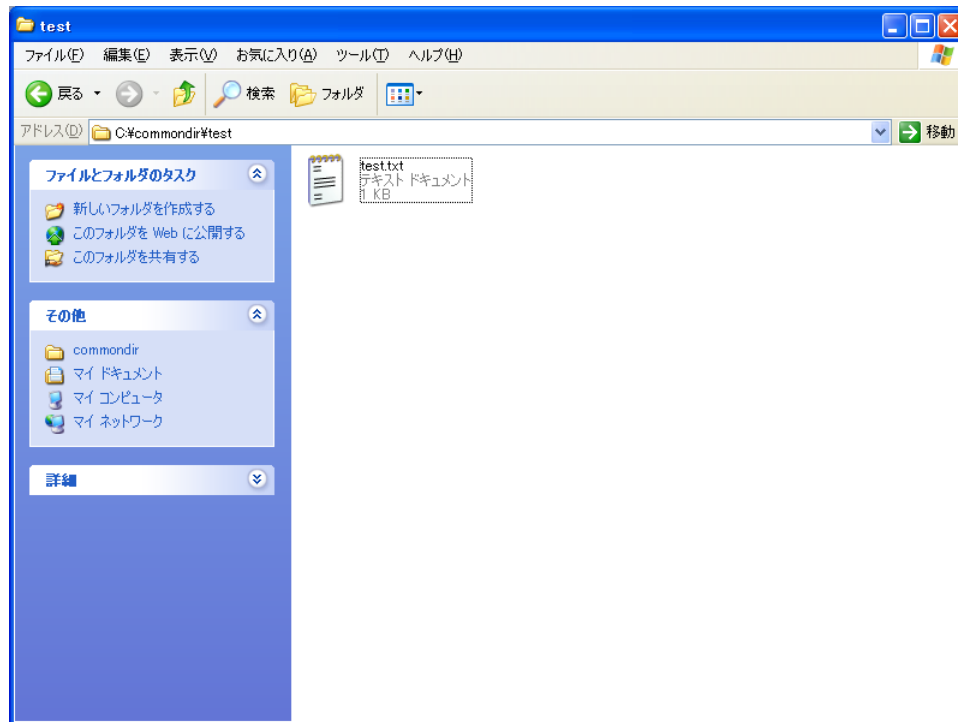 test
ファイル(F) 編集(E) 表示(V) お気に入り(A) ツール(T) ヘルプ(H)
戻る 検索 フォルダ
アドレス(D) C:¥commondir¥test 移動
ファイルとフォルダのタスク
新しいフォルダを作成する
このフォルダを Web に公開する
このフォルダを共有する
その他
commondir
マイ ドキュメント
マイ コンピュータ
マイ ネットワーク
詳細
test.txt
テキスト ドキュメント
1 KB